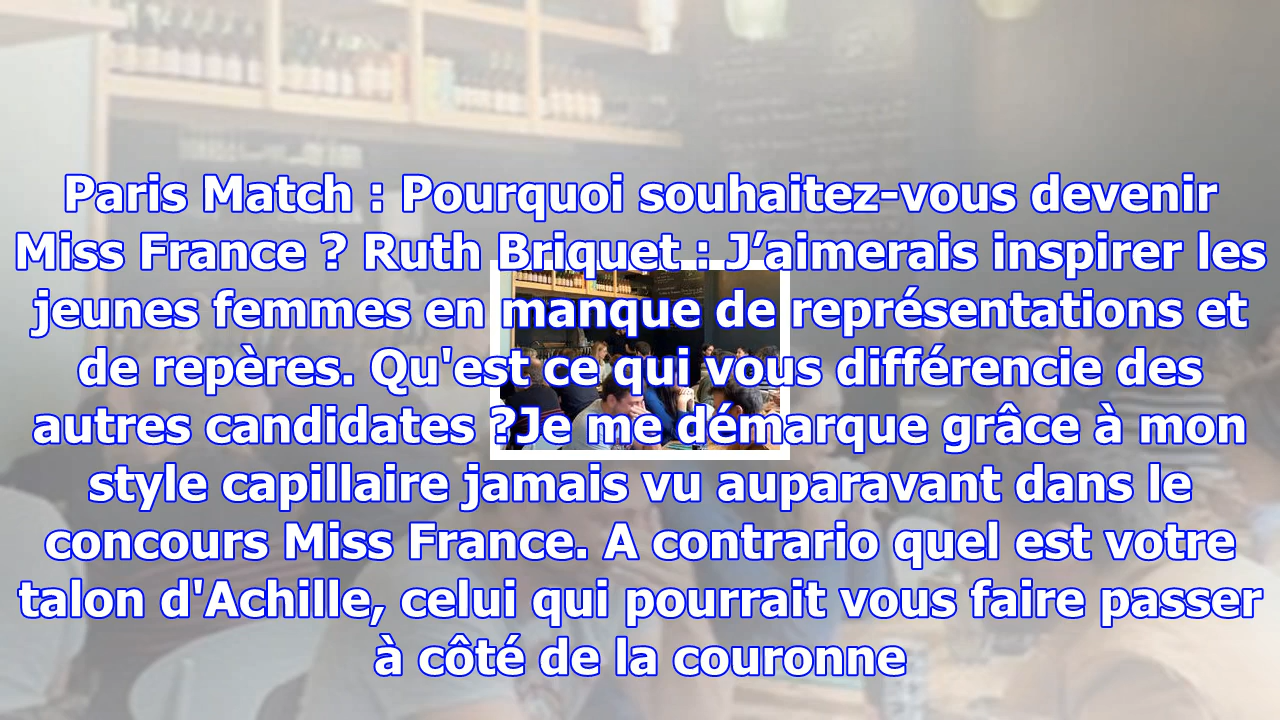 Paris Match : Pourquoi souhaitez-vous devenir
Miss France ? Ruth Briquet : J’aimerais inspirer les
jeunes femmes en manque de représentations et
de repères. Qu'est ce qui vous différencie des
autres candidates ?Je me démarque grâce à mon
style capillaire jamais vu auparavant dans le
concours Miss France. A contrario quel est votre
talon d'Achille, celui qui pourrait vous faire passer
à côté de la couronne